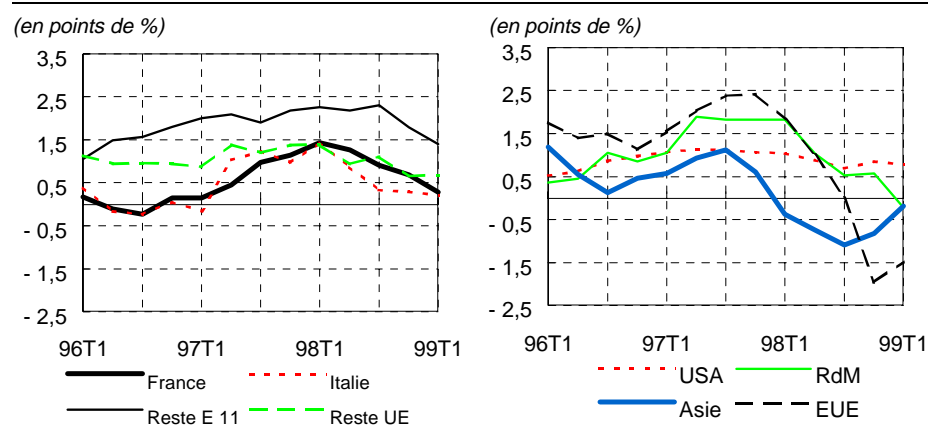 (en points de %)
3,5
2,5
1,5
0,5
- 0,5
- 1,5
- 2,5
96T1 97T1 98T1 99T1
France Italie
Reste E 11 Reste UE
(en points de %)
3,5
2,5
1,5
0,5
- 0,5
- 1,5
- 2,5
96T1 97T1 98T1 99T1
USA RdM
Asie EUE